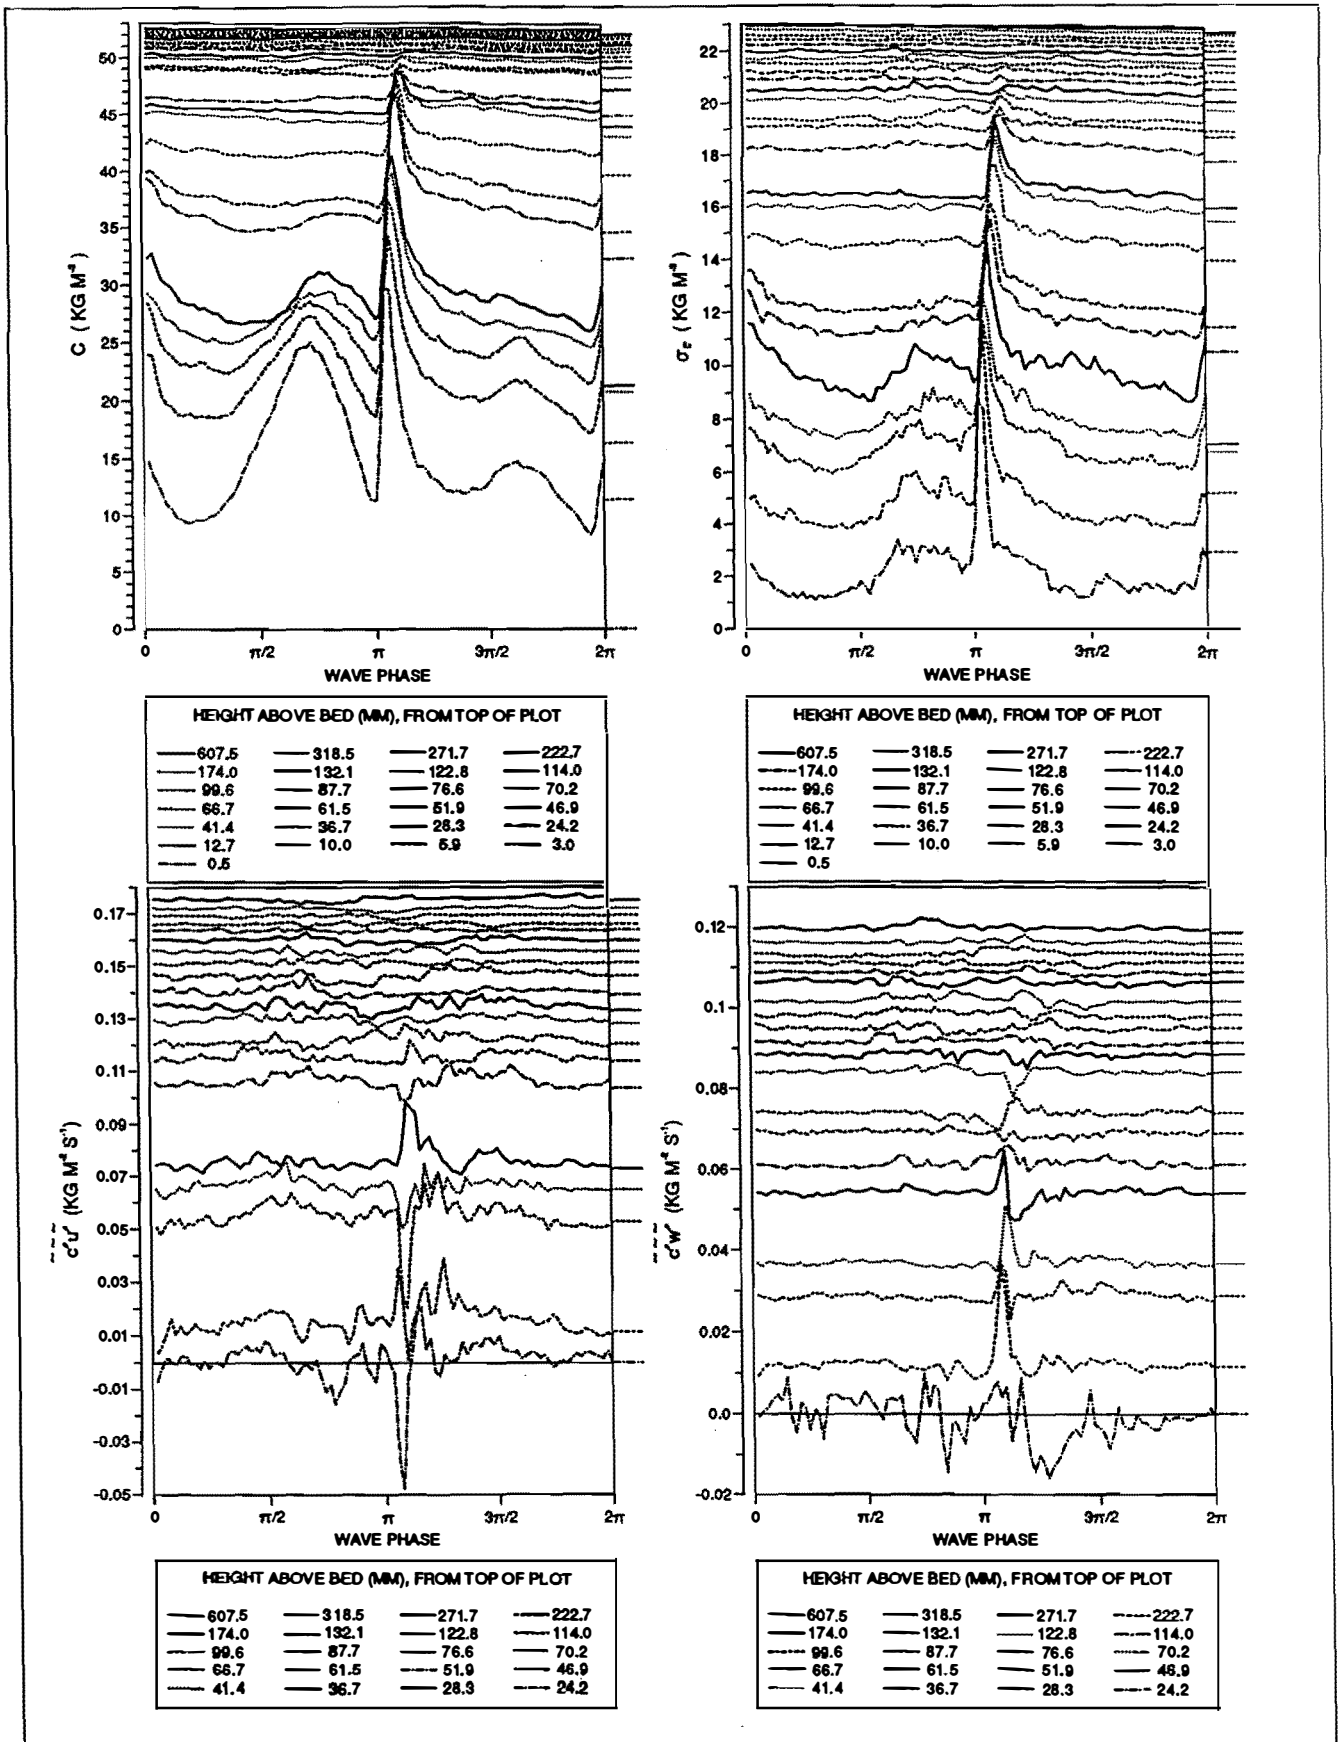 50
45
40
35
30
25
20
15
10
5
0
C ( KG M⁻³ )
0 π/2 π 3π/2 2π
WAVE PHASE
22
20
18
16
14
12
10
8
6
4
2
0
σc ( KG M⁻³ )
0 π/2 π 3π/2 2π
WAVE PHASE
HEIGHT ABOVE BED (MM), FROM TOP OF PLOT
607.5 318.5 271.7 222.7
174.0 132.1 122.8 114.0
99.6 87.7 76.6 70.2
66.7 61.5 51.9 46.9
41.4 36.7 28.3 24.2
12.7 10.0 5.9 3.0
0.5
HEIGHT ABOVE BED (MM), FROM TOP OF PLOT
607.5 318.5 271.7 222.7
174.0 132.1 122.8 114.0
99.6 87.7 76.6 70.2
66.7 61.5 51.9 46.9
41.4 36.7 28.3 24.2
12.7 10.0 5.9 3.0
0.5
0.17
0.15
0.13
0.11
0.09
0.07
0.05
0.03
0.01
-0.01
-0.03
-0.05
c'u' (KG M⁻² S⁻¹)
0 π/2 π 3π/2 2π
WAVE PHASE
0.12
0.1
0.08
0.06
0.04
0.02
0.0
-0.02
c'w' (KG M⁻² S⁻¹)
0 π/2 π 3π/2 2π
WAVE PHASE
HEIGHT ABOVE BED (MM), FROM TOP OF PLOT
607.5 318.5 271.7 222.7
174.0 132.1 122.8 114.0
99.6 87.7 76.6 70.2
66.7 61.5 51.9 46.9
41.4 36.7 28.3 24.2
HEIGHT ABOVE BED (MM), FROM TOP OF PLOT
607.5 318.5 271.7 222.7
174.0 132.1 122.8 114.0
99.6 87.7 76.6 70.2
66.7 61.5 51.9 46.9
41.4 36.7 28.3 24.2